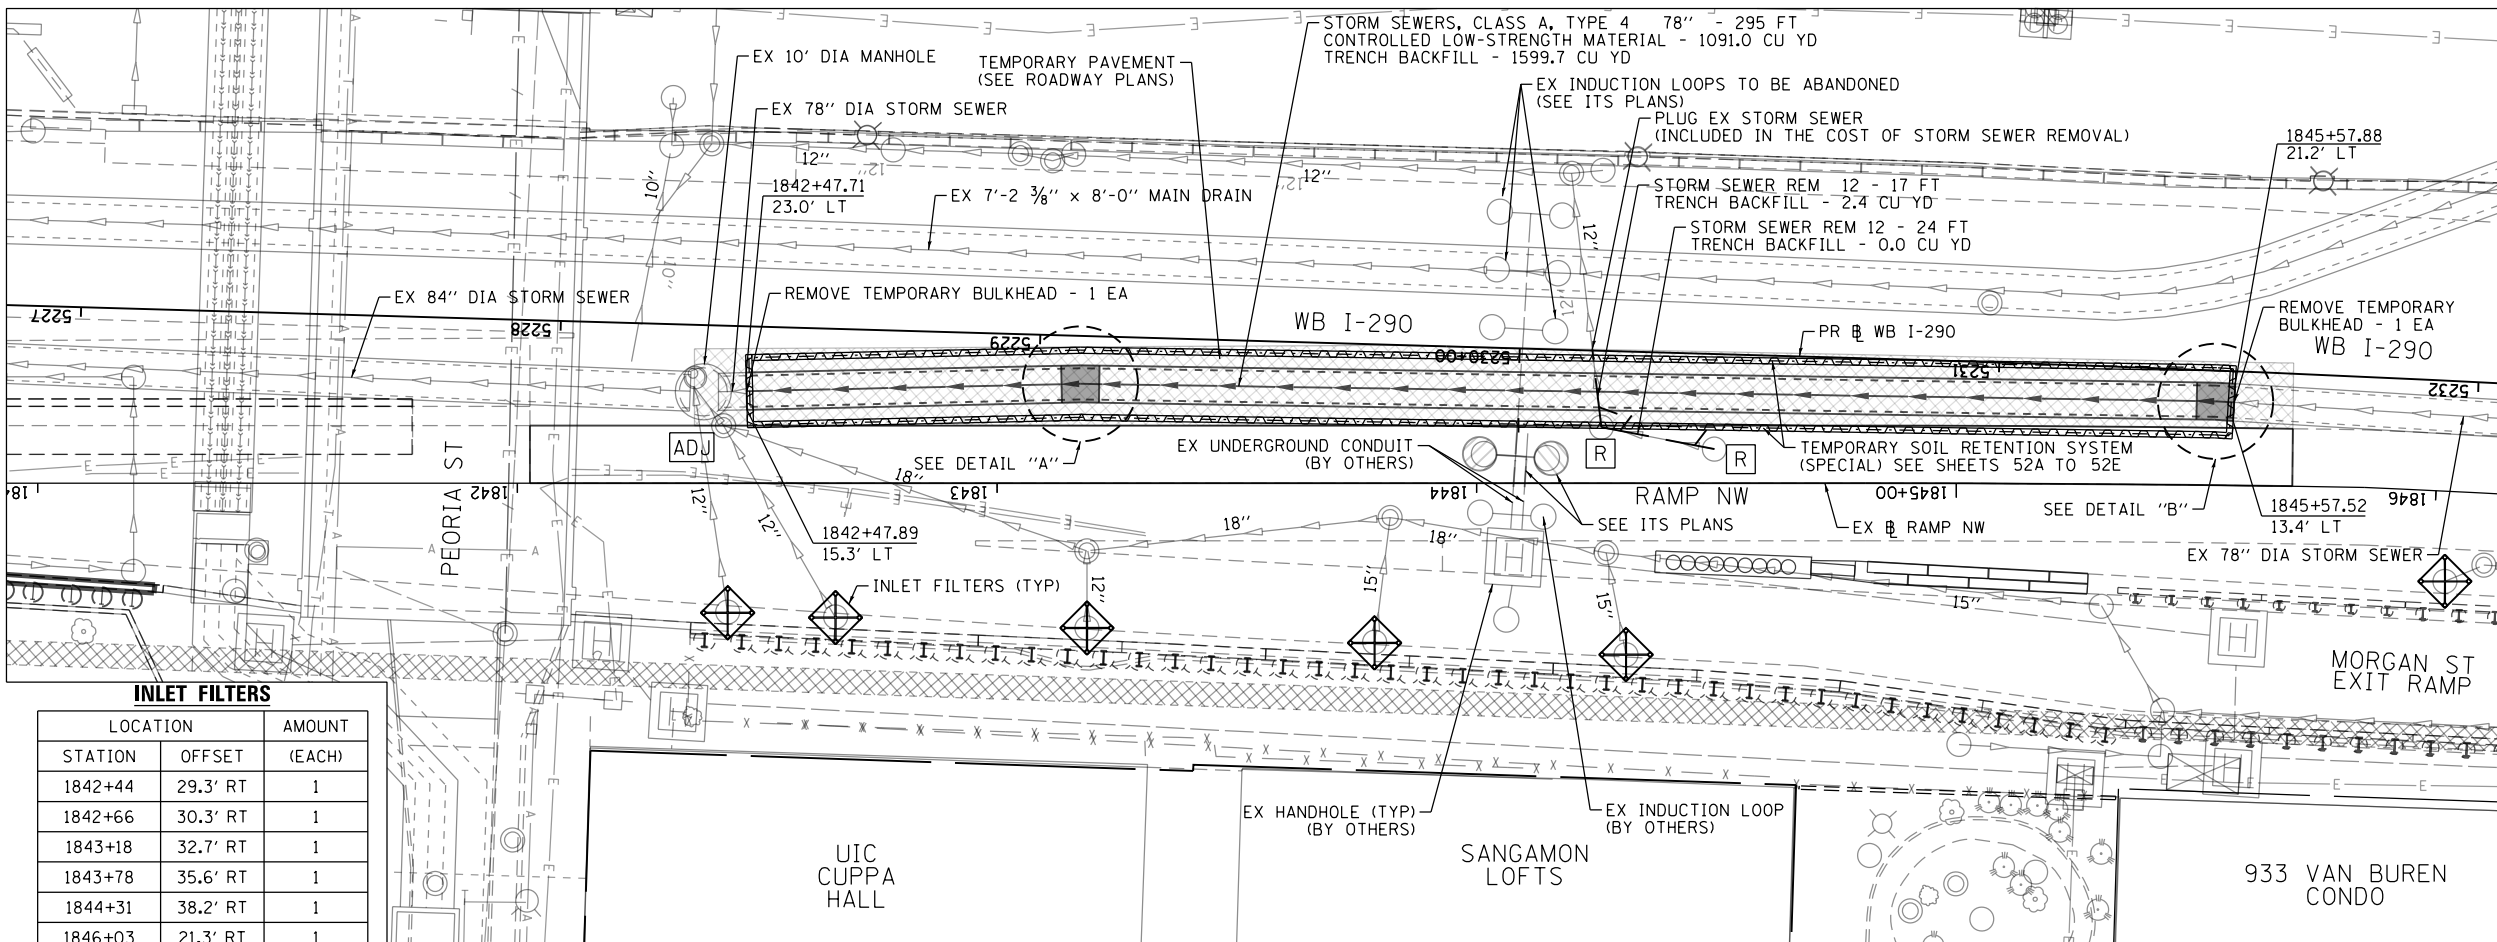 STORM SEWERS, CLASS A, TYPE 4 78" - 295 FT
CONTROLLED LOW-STRENGTH MATERIAL - 1091.0 CU YD
TRENCH BACKFILL - 1599.7 CU YD
EX 10' DIA MANHOLE
TEMPORARY PAVEMENT
(SEE ROADWAY PLANS)
EX INDUCTION LOOPS TO BE ABANDONED
(SEE ITS PLANS)
EX 78" DIA STORM SEWER
PLUG EX STORM SEWER
(INCLUDED IN THE COST OF STORM SEWER REMOVAL)
1845+57.88
21.2' LT
12"
12"
12"
12"
10"
10"
1842+47.71
23.0' LT
EX 7'-2 ⅜" x 8'-0" MAIN DRAIN
STORM SEWER REM 12 - 17 FT
TRENCH BACKFILL - 2.4 CU YD
STORM SEWER REM 12 - 24 FT
TRENCH BACKFILL - 0.0 CU YD
12"
12"
EX 84" DIA STORM SEWER
REMOVE TEMPORARY BULKHEAD - 1 EA
WB I-290
PR BL WB I-290
REMOVE TEMPORARY
BULKHEAD - 1 EA
WB I-290
5227
5228
5229
5230+00
5231
5232
ADJ
SEE DETAIL "A"
EX UNDERGROUND CONDUIT
(BY OTHERS)
R
R
TEMPORARY SOIL RETENTION SYSTEM
(SPECIAL) SEE SHEETS 52A TO 52E
PEORIA ST
1842
1843
1844
1845+00
1846
18"
RAMP NW
SEE ITS PLANS
EX BL RAMP NW
SEE DETAIL "B"
1845+57.52
13.4' LT
12"
12"
1842+47.89
15.3' LT
18"
18"
EX 78" DIA STORM SEWER
INLET FILTERS (TYP)
12"
15"
15"
15"
MORGAN ST
EXIT RAMP
INLET FILTERS
LOCATION AMOUNT
STATION OFFSET (EACH)
1842+44 29.3' RT 1
1842+66 30.3' RT 1
1843+18 32.7' RT 1
1843+78 35.6' RT 1
1844+31 38.2' RT 1
1846+03 21.3' RT 1
EX HANDHOLE (TYP)
(BY OTHERS)
EX INDUCTION LOOP
(BY OTHERS)
UIC
CUPPA
HALL
SANGAMON
LOFTS
933 VAN BUREN
CONDO